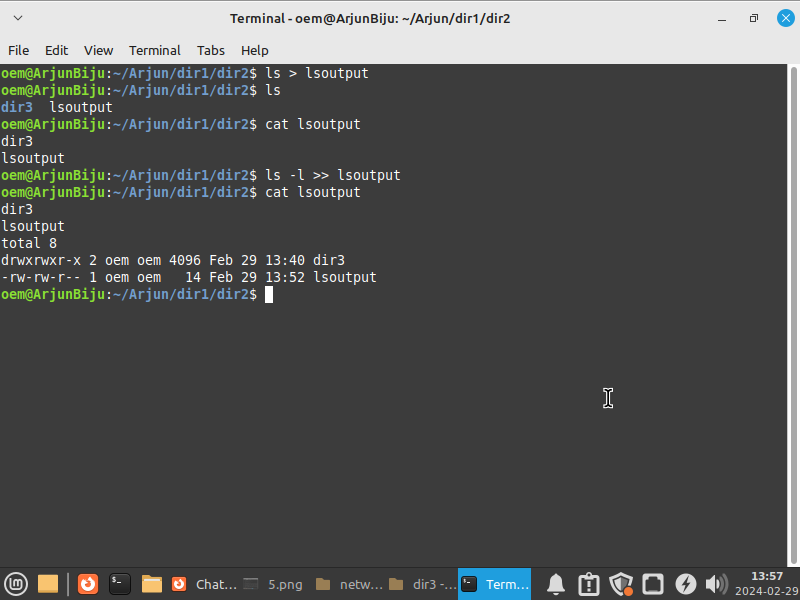 Terminal - oem@ArjunBiju: ~/Arjun/dir1/dir2
File Edit View Terminal Tabs Help
oem@ArjunBiju:~/Arjun/dir1/dir2$ ls > lsoutput
oem@ArjunBiju:~/Arjun/dir1/dir2$ ls
dir3  lsoutput
oem@ArjunBiju:~/Arjun/dir1/dir2$ cat lsoutput
dir3
lsoutput
oem@ArjunBiju:~/Arjun/dir1/dir2$ ls -l >> lsoutput
oem@ArjunBiju:~/Arjun/dir1/dir2$ cat lsoutput
dir3
lsoutput
total 8
drwxrwxr-x 2 oem oem 4096 Feb 29 13:40 dir3
-rw-rw-r-- 1 oem oem   14 Feb 29 13:52 lsoutput
oem@ArjunBiju:~/Arjun/dir1/dir2$
Chat... 5.png netw... dir3 -... Term... 13:57
2024-02-29